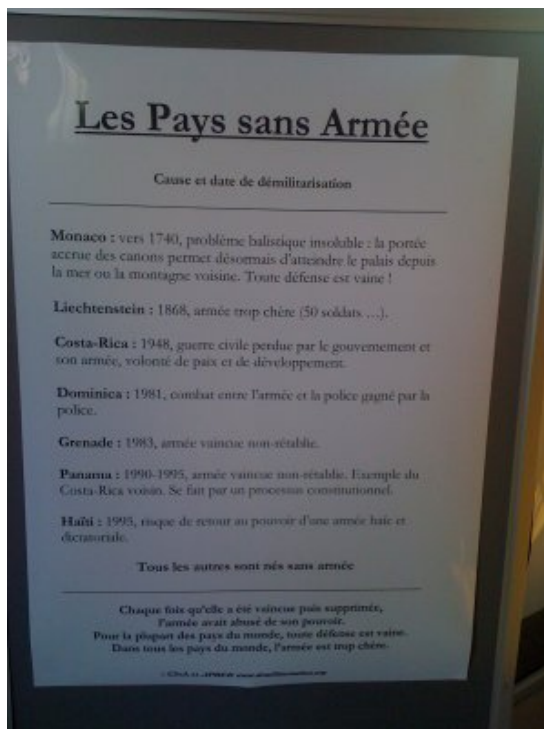 Les Pays sans Armée
Cause et date de démilitarisation
Monaco : vers 1740, problème balistique insoluble : la portée
accrue des canons permet désormais d'atteindre le palais depuis
la mer ou la montagne voisine. Toute défense est vaine !
Liechtenstein : 1868, armée trop chère (50 soldats …).
Costa-Rica : 1948, guerre civile perdue par le gouvernement et
son armée, volonté de paix et de développement.
Dominica : 1981, combat entre l'armée et la police gagné par la
police.
Grenade : 1983, armée vaincue non-rétablie.
Panama : 1990-1995, armée vaincue non-rétablie. Exemple du
Costa-Rica voisin. Se fait par un processus constitutionnel.
Haïti : 1995, risque de retour au pouvoir d'une armée haïe et
dictatoriale.
Tous les autres sont nés sans armée
Chaque fois qu'elle a été vaincue puis supprimée,
l'armée avait abusé de son pouvoir.
Pour la plupart des pays du monde, toute défense est vaine.
Dans tous les pays du monde, l'armée est trop chère.